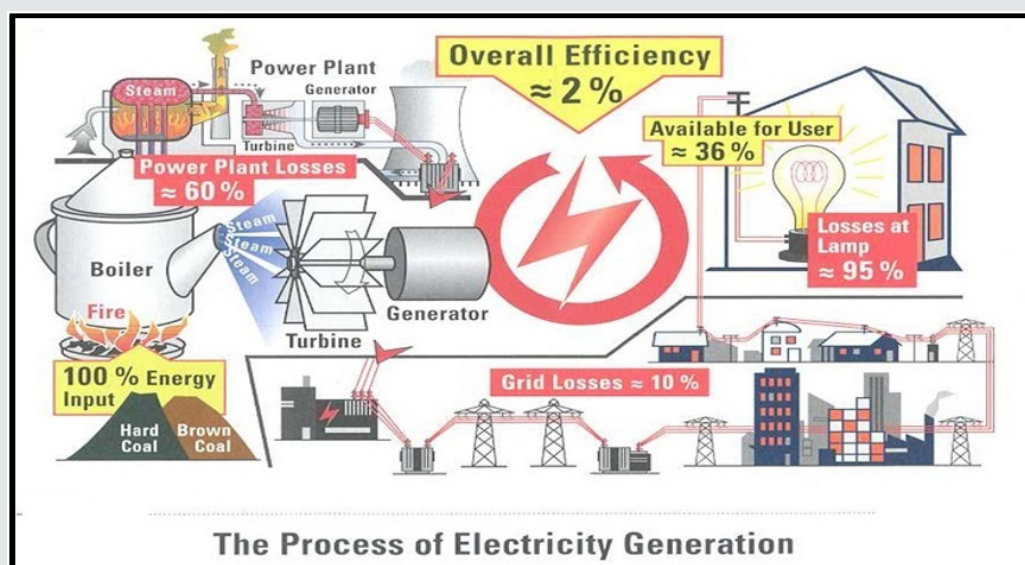 Overall Efficiency
≈ 2 %
Power Plant
Generator
Steam
Turbine
Power Plant Losses
≈ 60 %
Available for User
≈ 36 %
Losses at
Lamp
≈ 95 %
Steam
Steam
Steam
Boiler
Fire
Turbine
Generator
100 % Energy
Input
Hard
Coal
Brown
Coal
Grid Losses ≈ 10 %
The Process of Electricity Generation